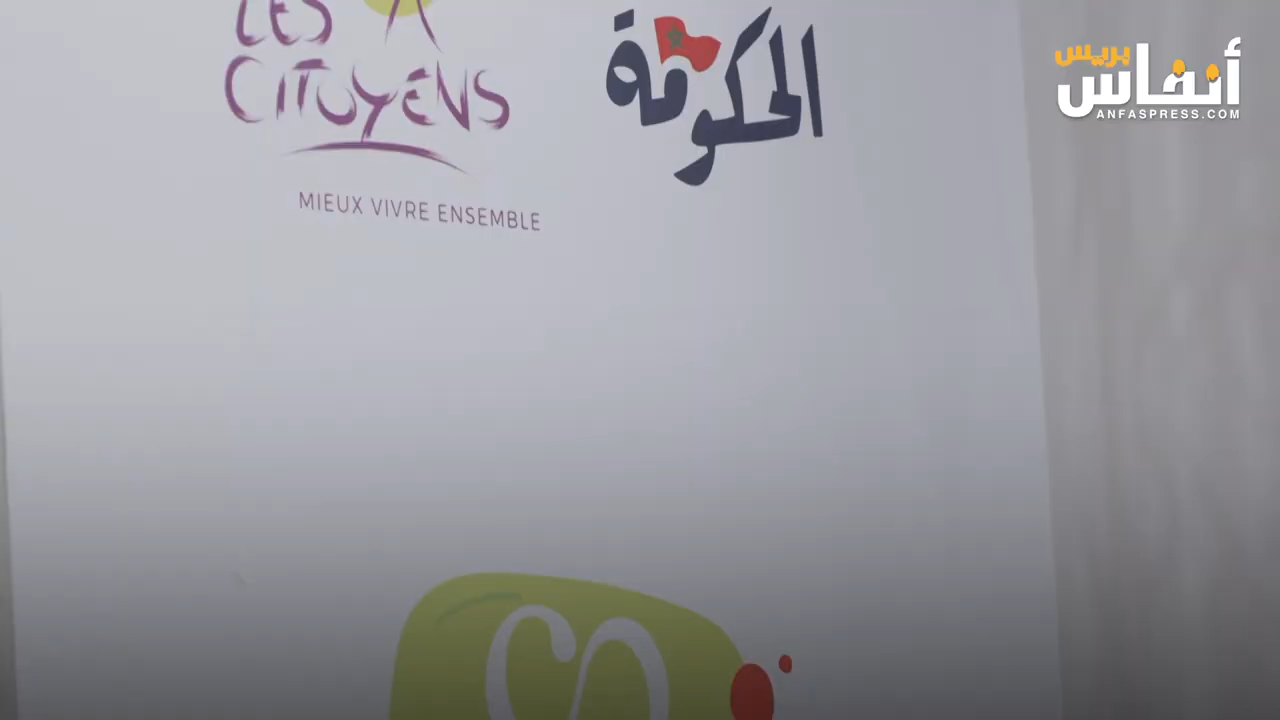 LES
CITOYENS
MIEUX VIVRE ENSEMBLE
الحكومة
أنفاس بريس
ANFASPRESS.COM